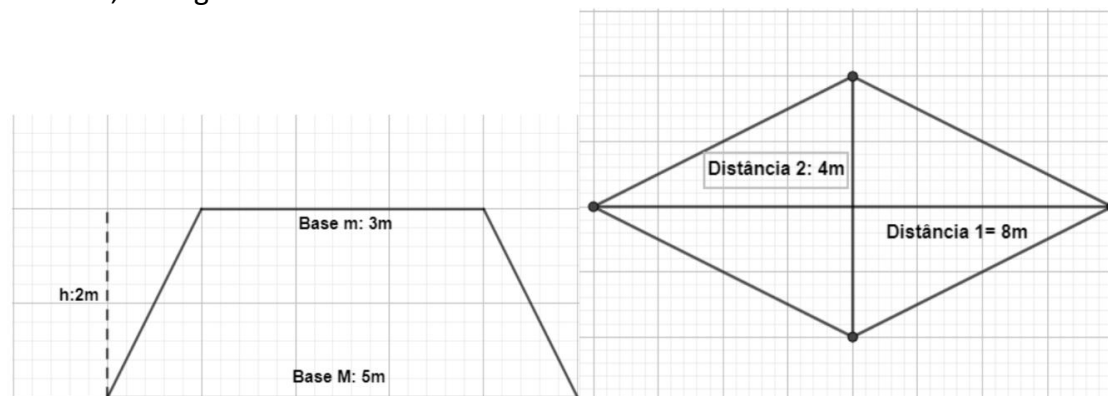 Base m: 3m
h:2m
Base M: 5m
Distância 2: 4m
Distância 1= 8m